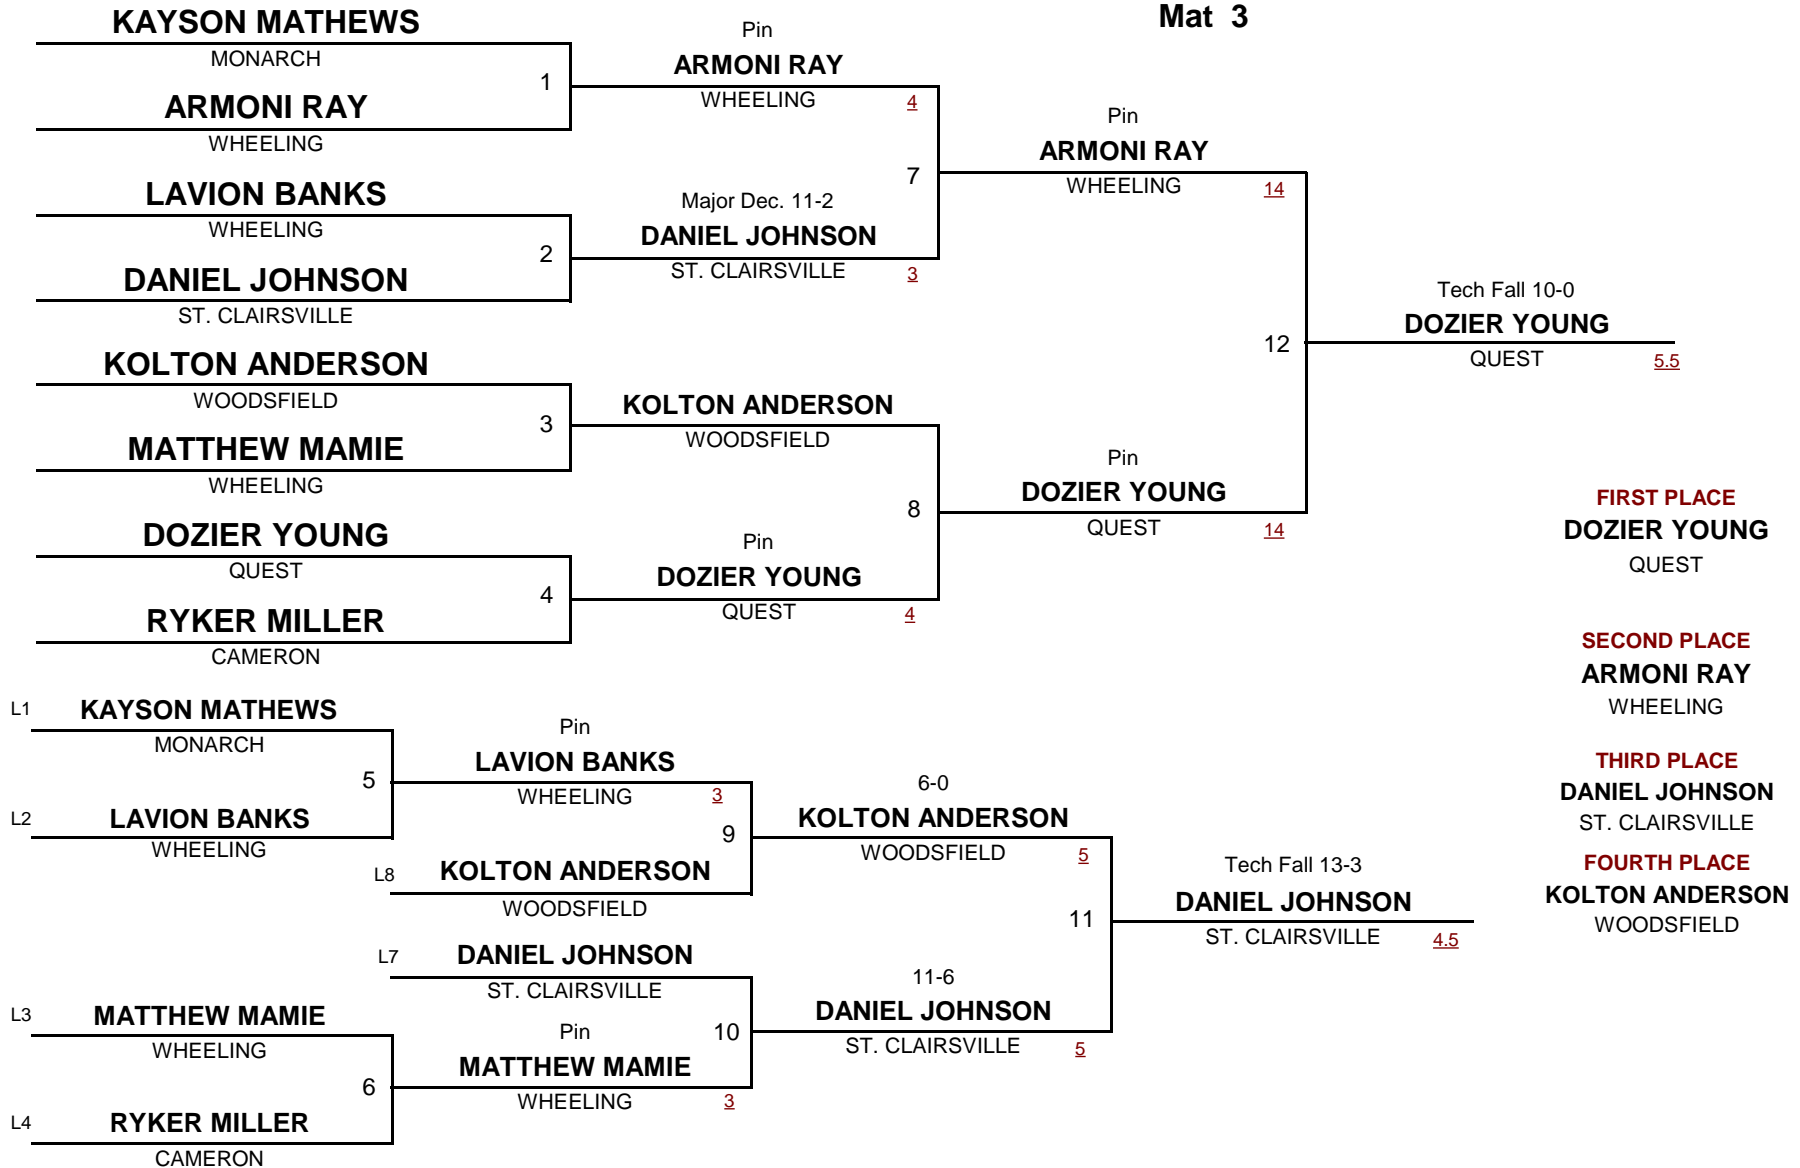 Mat 3
KAYSON MATHEWS
MONARCH
1
ARMONI RAY
WHEELING
LAVION BANKS
WHEELING
2
DANIEL JOHNSON
ST. CLAIRSVILLE
KOLTON ANDERSON
WOODSFIELD
3
MATTHEW MAMIE
WHEELING
DOZIER YOUNG
QUEST
4
RYKER MILLER
CAMERON
Pin
ARMONI RAY
WHEELING 4
7
Major Dec. 11-2
DANIEL JOHNSON
ST. CLAIRSVILLE 3
KOLTON ANDERSON
WOODSFIELD
8
Pin
DOZIER YOUNG
QUEST 4
Pin
ARMONI RAY
WHEELING 14
12
Pin
DOZIER YOUNG
QUEST 14
Tech Fall 10-0
DOZIER YOUNG
QUEST 5.5
FIRST PLACE
DOZIER YOUNG
QUEST
SECOND PLACE
ARMONI RAY
WHEELING
THIRD PLACE
DANIEL JOHNSON
ST. CLAIRSVILLE
FOURTH PLACE
KOLTON ANDERSON
WOODSFIELD
L1 KAYSON MATHEWS
MONARCH
5
L2 LAVION BANKS
WHEELING
L3 MATTHEW MAMIE
WHEELING
6
L4 RYKER MILLER
CAMERON
Pin
LAVION BANKS
WHEELING 3
9
L8 KOLTON ANDERSON
WOODSFIELD
L7 DANIEL JOHNSON
ST. CLAIRSVILLE
10
Pin
MATTHEW MAMIE
WHEELING 3
6-0
KOLTON ANDERSON
WOODSFIELD 5
11
11-6
DANIEL JOHNSON
ST. CLAIRSVILLE 5
Tech Fall 13-3
DANIEL JOHNSON
ST. CLAIRSVILLE 4.5